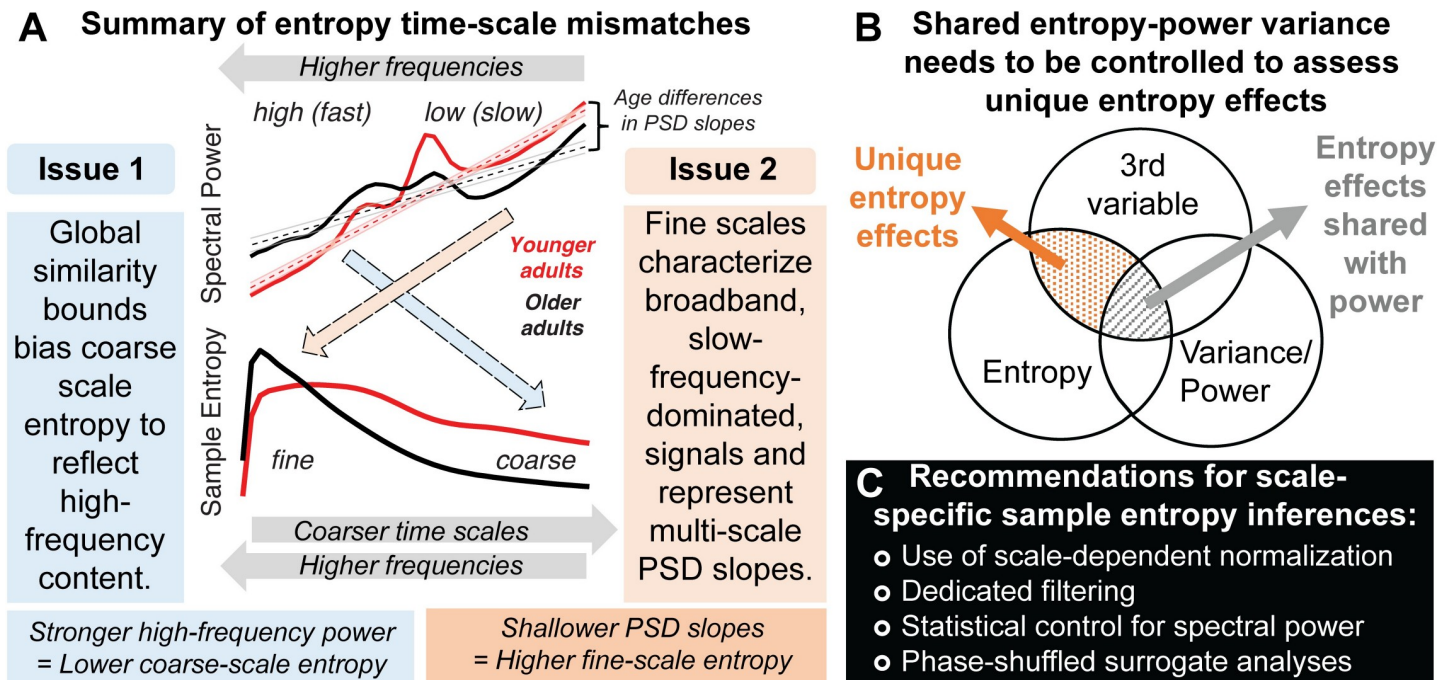 A Summary of entropy time-scale mismatches
Higher frequencies
high (fast)
low (slow)
Age differences
in PSD slopes
Spectral Power
Issue 1
Global
similarity
bounds
bias coarse
scale
entropy to
reflect
high-
frequency
content.
Younger
adults
Older
adults
Sample Entropy
fine
coarse
Coarser time scales
Higher frequencies
Issue 2
Fine scales
characterize
broadband,
slow-
frequency-
dominated,
signals and
represent
multi-scale
PSD slopes.
Stronger high-frequency power
= Lower coarse-scale entropy
Shallower PSD slopes
= Higher fine-scale entropy
B Shared entropy-power variance
needs to be controlled to assess
unique entropy effects
Unique
entropy
effects
3rd
variable
Entropy
effects
shared
with
power
Entropy
Variance/
Power
C Recommendations for scale-
specific sample entropy inferences:
Use of scale-dependent normalization
Dedicated filtering
Statistical control for spectral power
Phase-shuffled surrogate analyses